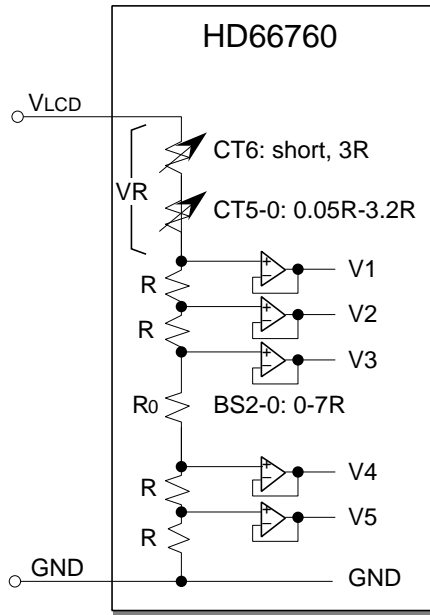 HD66760
VLCD
CT6: short, 3R
VR
CT5-0: 0.05R-3.2R
V1
R
V2
R
V3
R0
BS2-0: 0-7R
V4
R
V5
R
GND
GND